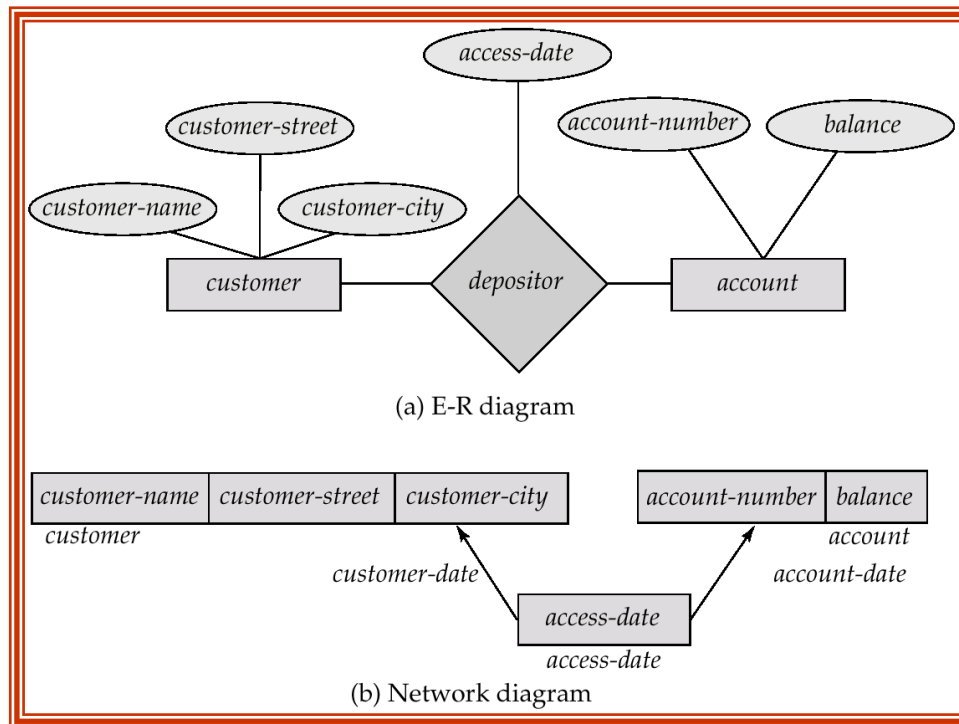 access-date
customer-street
account-number
balance
customer-name
customer-city
customer
depositor
account
(a) E-R diagram
customer-name customer-street customer-city
account-number balance
customer
account
customer-date
account-date
access-date
access-date
(b) Network diagram